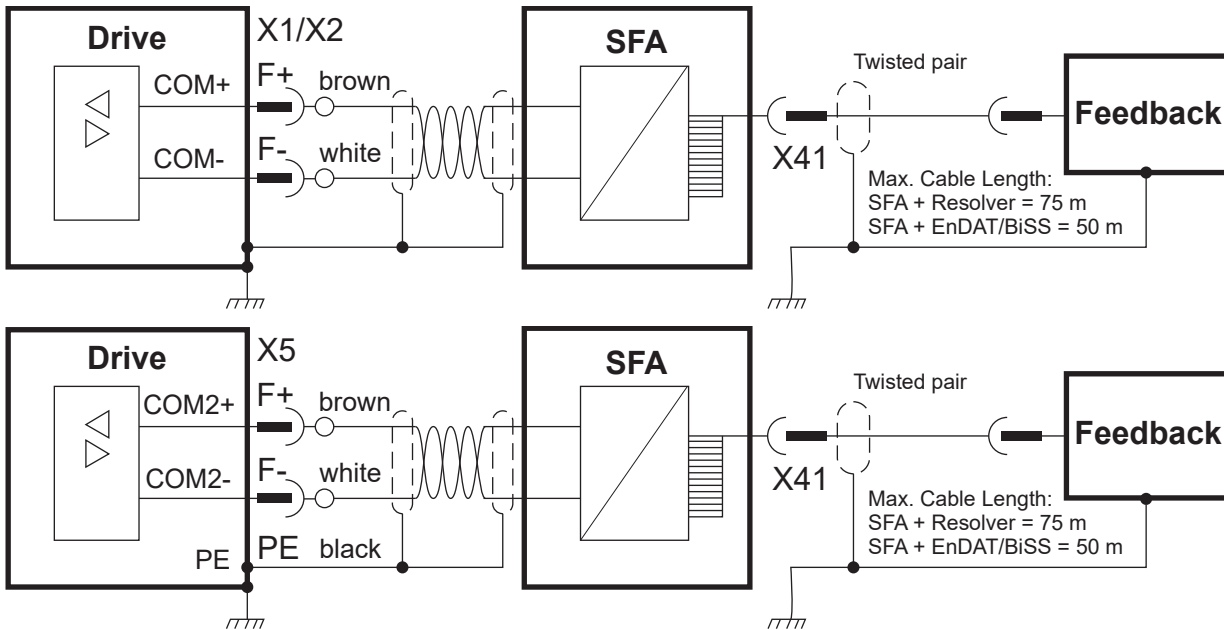 Drive
X1/X2
SFA
COM+
F+
brown
Twisted pair
Feedback
COM-
F-
white
X41
Max. Cable Length:
SFA + Resolver = 75 m
SFA + EnDAT/BiSS = 50 m
Drive
X5
SFA
COM2+
F+
brown
Twisted pair
Feedback
COM2-
F-
white
X41
Max. Cable Length:
SFA + Resolver = 75 m
SFA + EnDAT/BiSS = 50 m
PE
PE
black